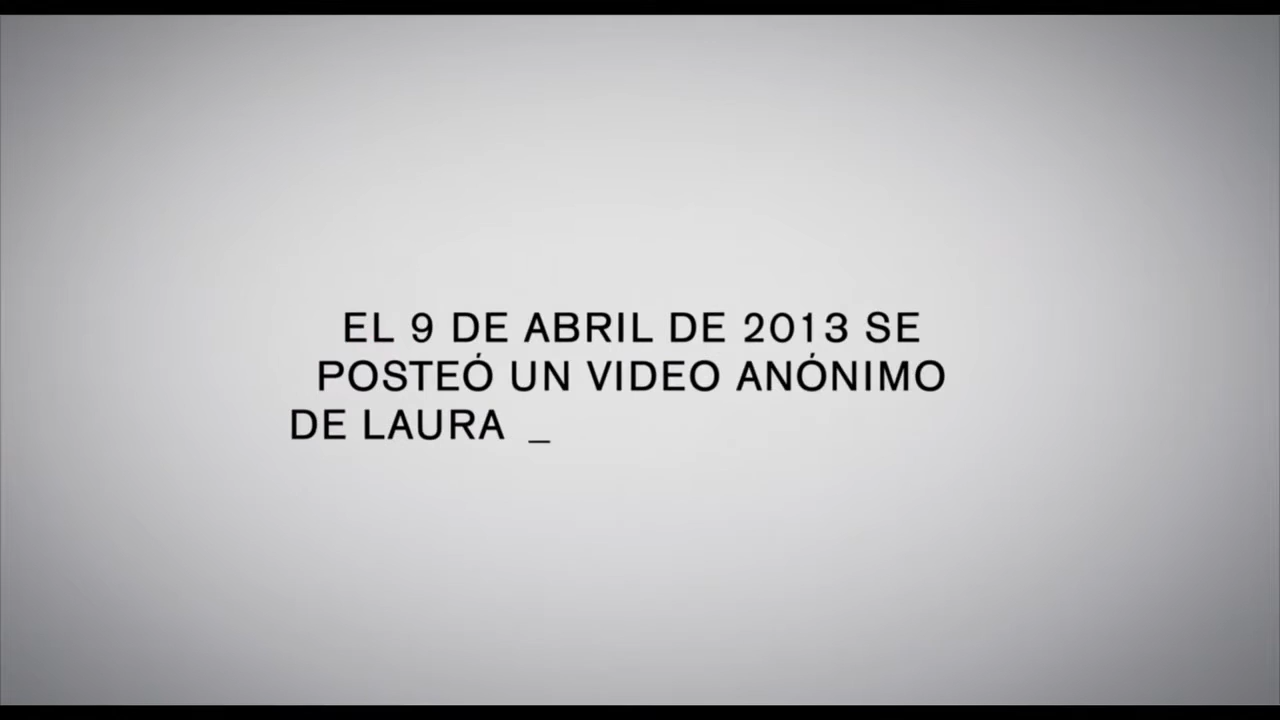 EL 9 DE ABRIL DE 2013 SE
POSTEÓ UN VIDEO ANÓNIMO
DE LAURA _